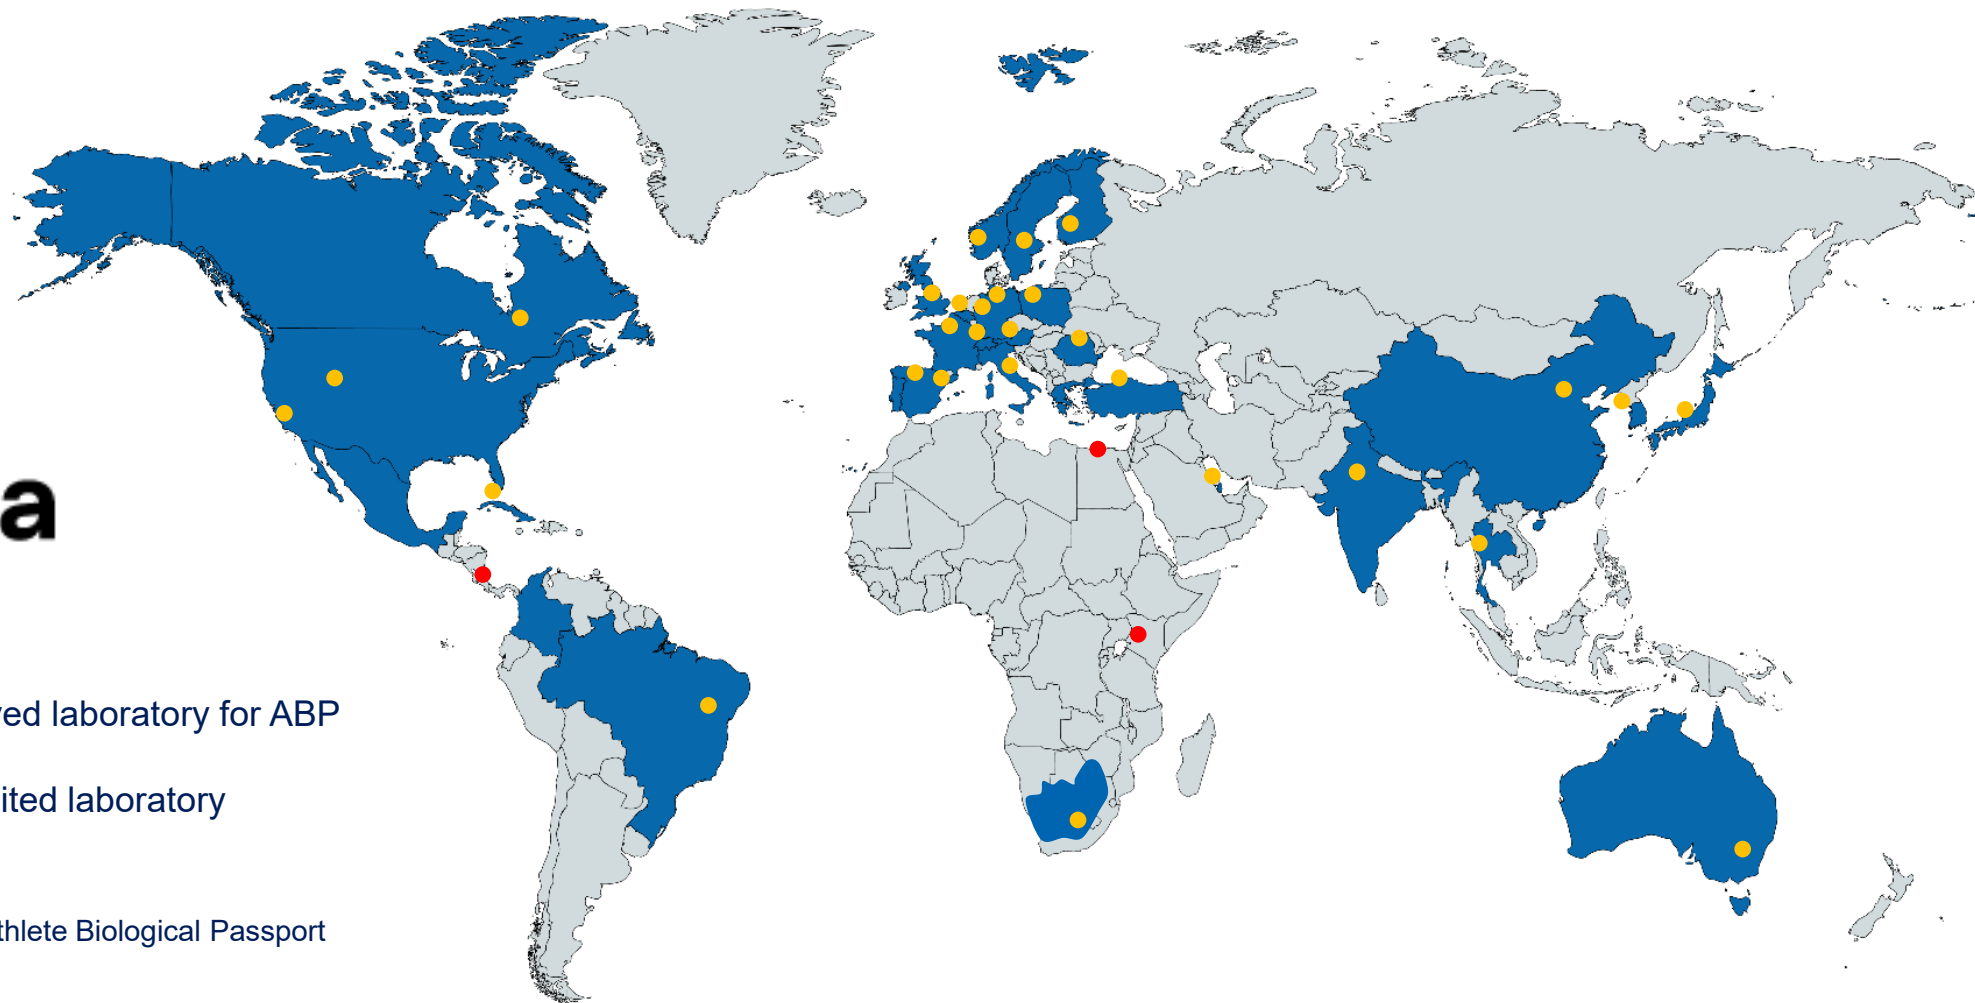 a
ved laboratory for ABP
ited laboratory
thlete Biological Passport